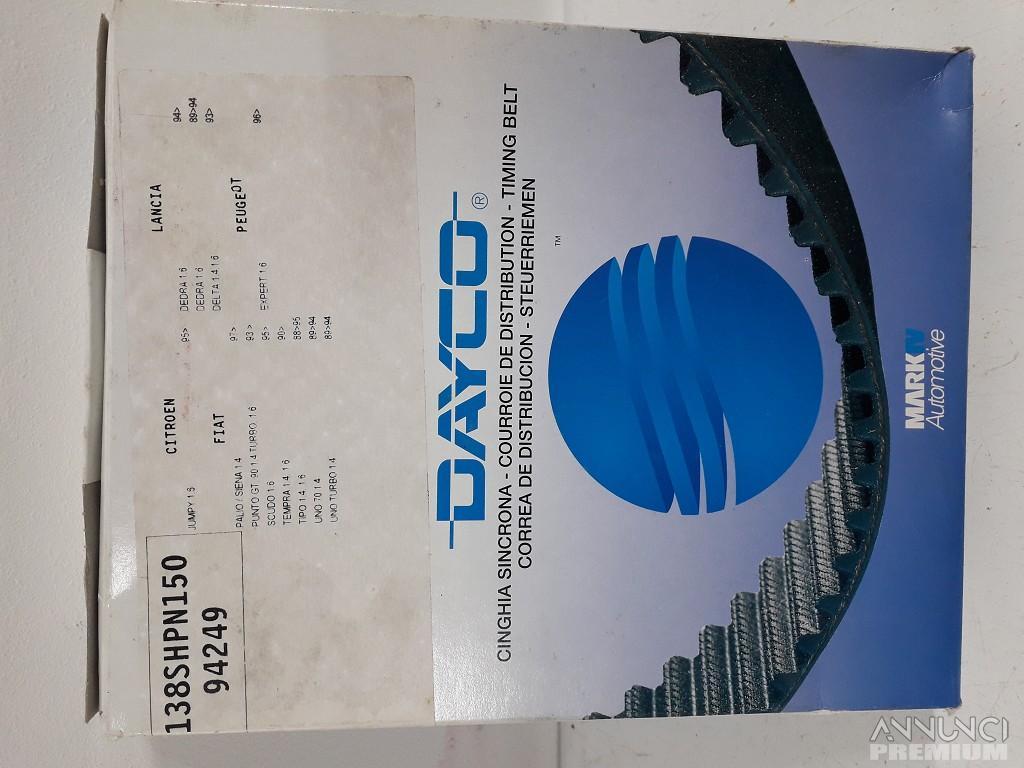 138SHPN150
94249
CITROEN
JUMPY 1.6
95>
FIAT
PALIO / SIENA 1.4
97>
PUNTO GT, 90 1.4 TURBO, 1.6
93>
SCUDO 1.6
95>
TEMPRA 1.4, 1.6
90>
TIPO 1.4, 1.6
88>95
UNO 70 1.4
89>94
UNO TURBO 1.4
89>94
LANCIA
DEDRA 1.6
94>
DEDRA 1.6
89>94
DELTA 1.4 1.6
93>
PEUGEOT
EXPERT 1.6
96>
DAYCO®
CINGHIA SINCRONA - COURROIE DE DISTRIBUTION - TIMING BELT
CORREA DE DISTRIBUCION - STEUERRIEMEN
TM
MARK IV
Automotive
ANNUNCI
PREMIUM